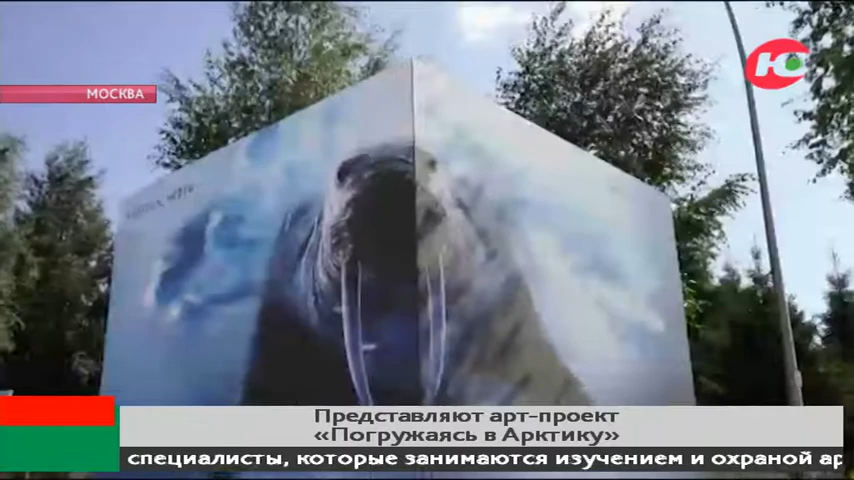 МОСКВА
Ю
Представляют арт-проект
«Погружаясь в Арктику»
специалисты, которые занимаются изучением и охраной ар